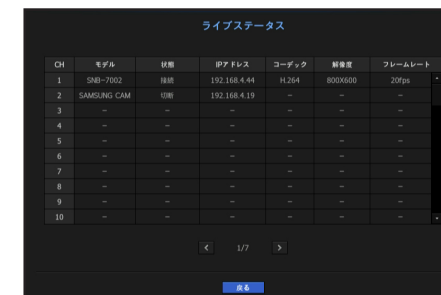 ライブステータス
CH モデル 状態 IPアドレス コーデック 解像度 フレームレート
1 SNB-7002 接続 192.168.4.44 H.264 800X600 20fps
2 SAMSUNG CAM 切断 192.168.4.19 – – –
3 – – – – – –
4 – – – – – –
5 – – – – – –
6 – – – – – –
7 – – – – – –
8 – – – – – –
9 – – – – – –
10 – – – – – –
< 1/7 >
戻る